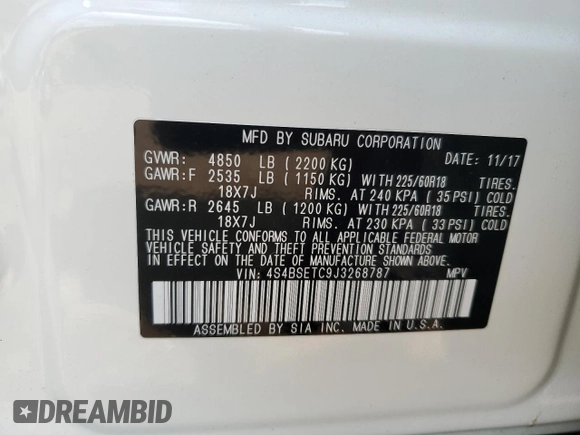 MFD BY SUBARU CORPORATION
GVWR: 4850 LB (2200 KG) DATE: 11/17
GAWR:F 2535 LB (1150 KG) WITH 225/60R18 TIRES.
18X7J RIMS. AT 240 KPA (35 PSI) COLD
GAWR:R 2645 LB (1200 KG) WITH 225/60R18 TIRES.
18X7J RIMS. AT 230 KPA (33 PSI) COLD
THIS VEHICLE CONFORMS TO ALL APPLICABLE FEDERAL MOTOR
VEHICLE SAFETY AND THEFT PREVENTION STANDARDS
IN EFFECT ON THE DATE OF MANUFACTURE SHOWN ABOVE.
VIN: 4S4BSETC9J3268787 MPV
ASSEMBLED BY SIA INC. MADE IN U.S.A.
DREAMBID